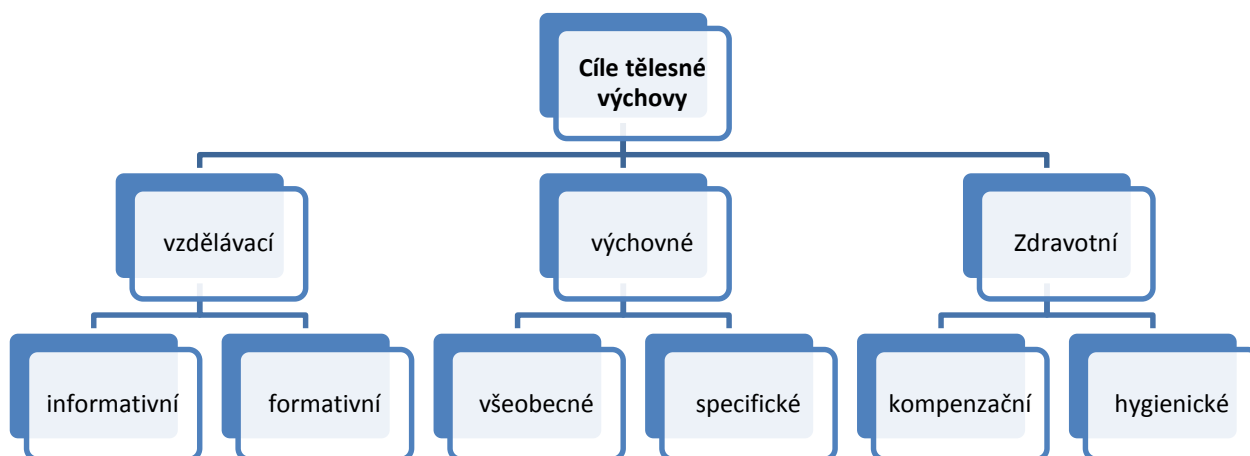 Cíle tělesné
výchovy
vzdělávací
výchovné
Zdravotní
informativní
formativní
všeobecné
specifické
kompenzační
hygienické